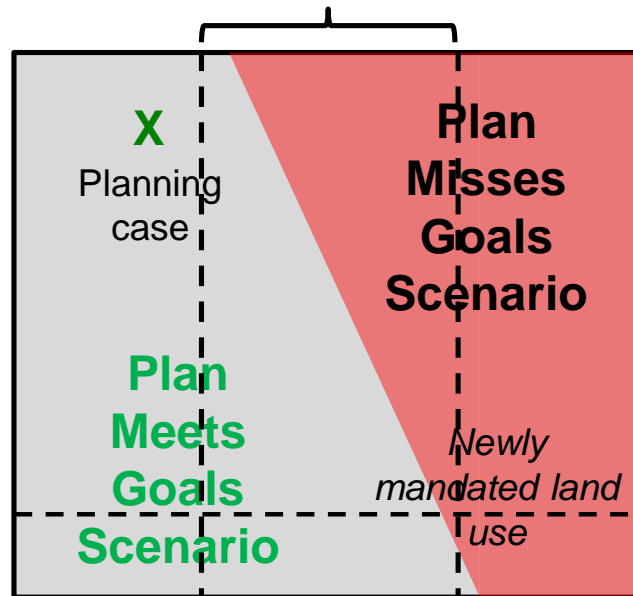 X
Planning
case
Plan
Misses
Goals
Scenario
Plan
Meets
Goals
Scenario
Newly
mandated land
use